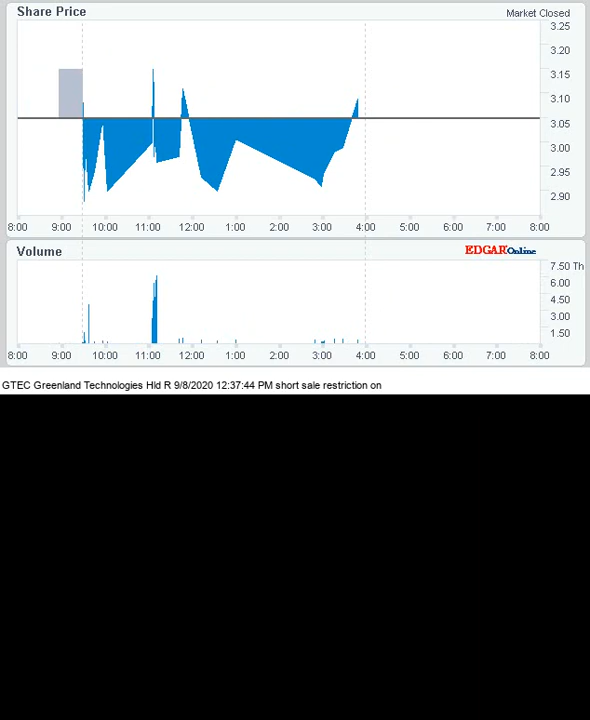 Share Price
Market Closed
3.25
3.20
3.15
3.10
3.05
3.00
2.95
2.90
8:00 9:00 10:00 11:00 12:00 1:00 2:00 3:00 4:00 5:00 6:00 7:00 8:00
Volume
EDGAR Online
7.50 Th
6.00
4.50
3.00
1.50
8:00 9:00 10:00 11:00 12:00 1:00 2:00 3:00 4:00 5:00 6:00 7:00 8:00
GTEC Greenland Technologies Hld R 9/8/2020 12:37:44 PM short sale restriction on